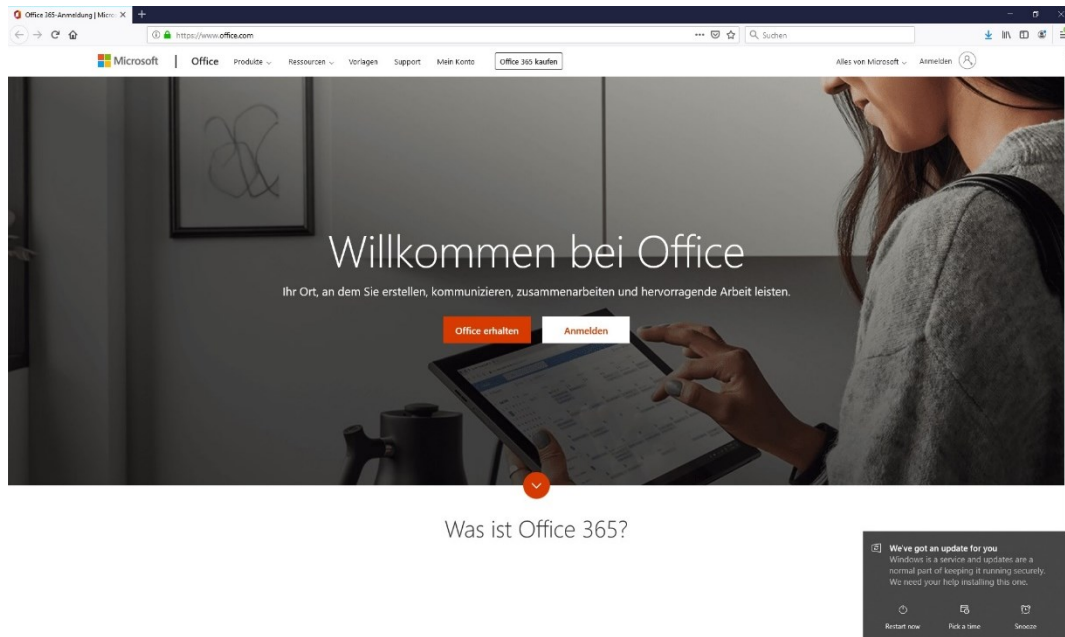 Office 365-Anmeldung | Micro
https://www.office.com
Suchen
Microsoft | Office Produkte Ressourcen Vorlagen Support Mein Konto Office 365 kaufen Alles von Microsoft Anmelden
Willkommen bei Office
Ihr Ort, an dem Sie erstellen, kommunizieren, zusammenarbeiten und hervorragende Arbeit leisten.
Office erhalten Anmelden
Was ist Office 365?
We've got an update for you
Windows is a service and updates are a
normal part of keeping it running securely.
We need your help installing this one.
Restart now Pick a time Snooze